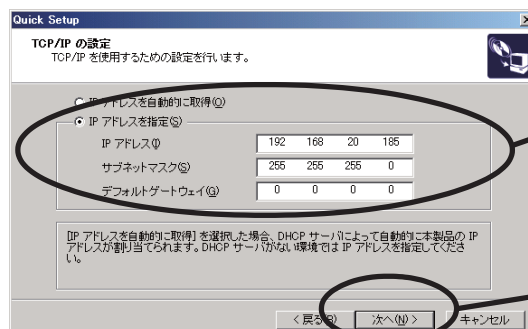 Quick Setup
TCP/IP の設定
TCP/IP を使用するための設定を行います。
IP アドレスを自動的に取得(O)
IP アドレスを指定(S)
IP アドレス(I) 192 168 20 185
サブネットマスク(S) 255 255 255 0
デフォルトゲートウェイ(G) 0 0 0 0
[IP アドレスを自動的に取得] を選択した場合、DHCP サーバによって自動的に本製品の IP
アドレスが割り当てられます。DHCP サーバがない環境では IP アドレスを指定してくださ
い。
< 戻る(B) 次へ(N) > キャンセル